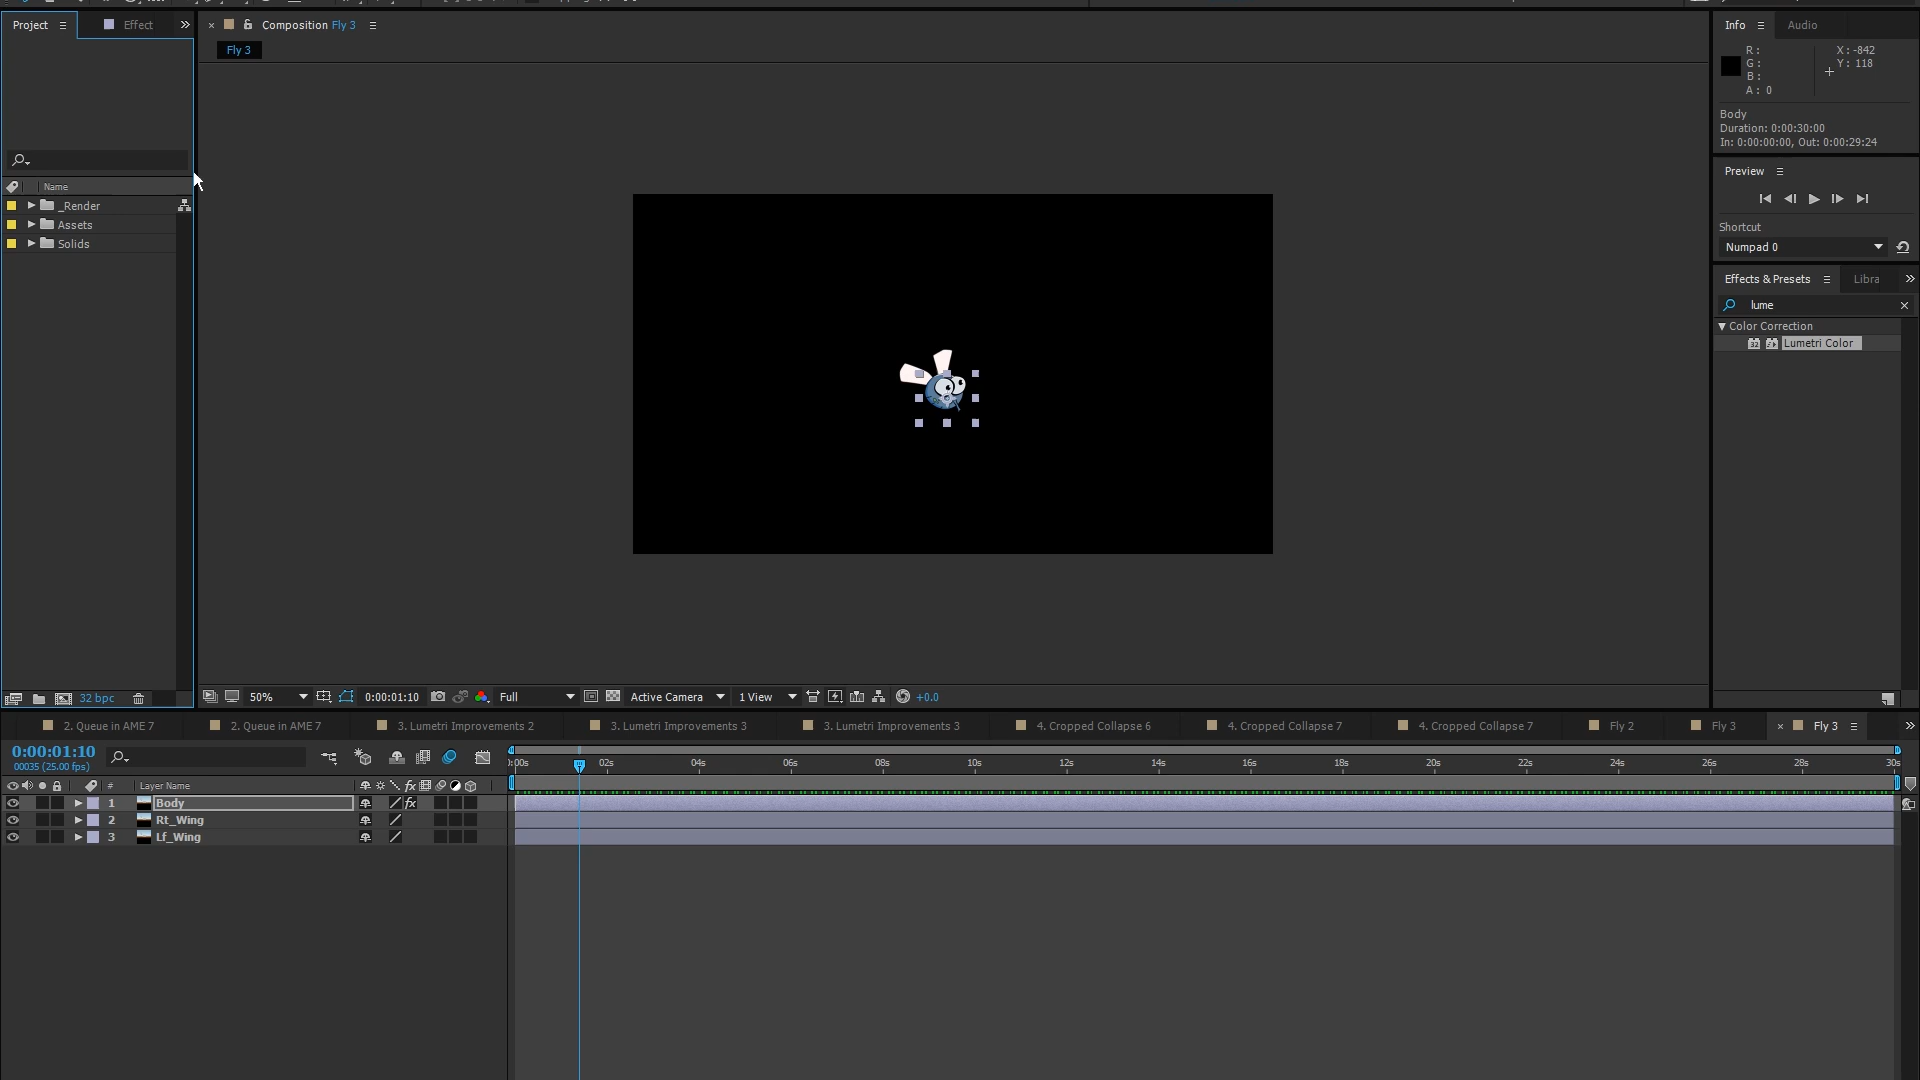 Project
Effect
Composition Fly 3
Fly 3
Name
_Render
Assets
Solids
32 bpc
50%
0:00:01:10
Full
Active Camera
1 View
+0.0
Info
Audio
R :
G :
B :
A : 0
X : -842
Y : 118
Body
Duration: 0:00:30:00
In: 0:00:00:00, Out: 0:00:29:24
Preview
Shortcut
Numpad 0
Effects & Presets
Libra
lume
Color Correction
Lumetri Color
2. Queue in AME 7
2. Queue in AME 7
3. Lumetri Improvements 2
3. Lumetri Improvements 3
3. Lumetri Improvements 3
4. Cropped Collapse 6
4. Cropped Collapse 7
4. Cropped Collapse 7
Fly 2
Fly 3
Fly 3
0:00:01:10
00035 (25.00 fps)
# Layer Name
1 Body
2 Rt_Wing
3 Lf_Wing
):00s 02s 04s 06s 08s 10s 12s 14s 16s 18s 20s 22s 24s 26s 28s 30s